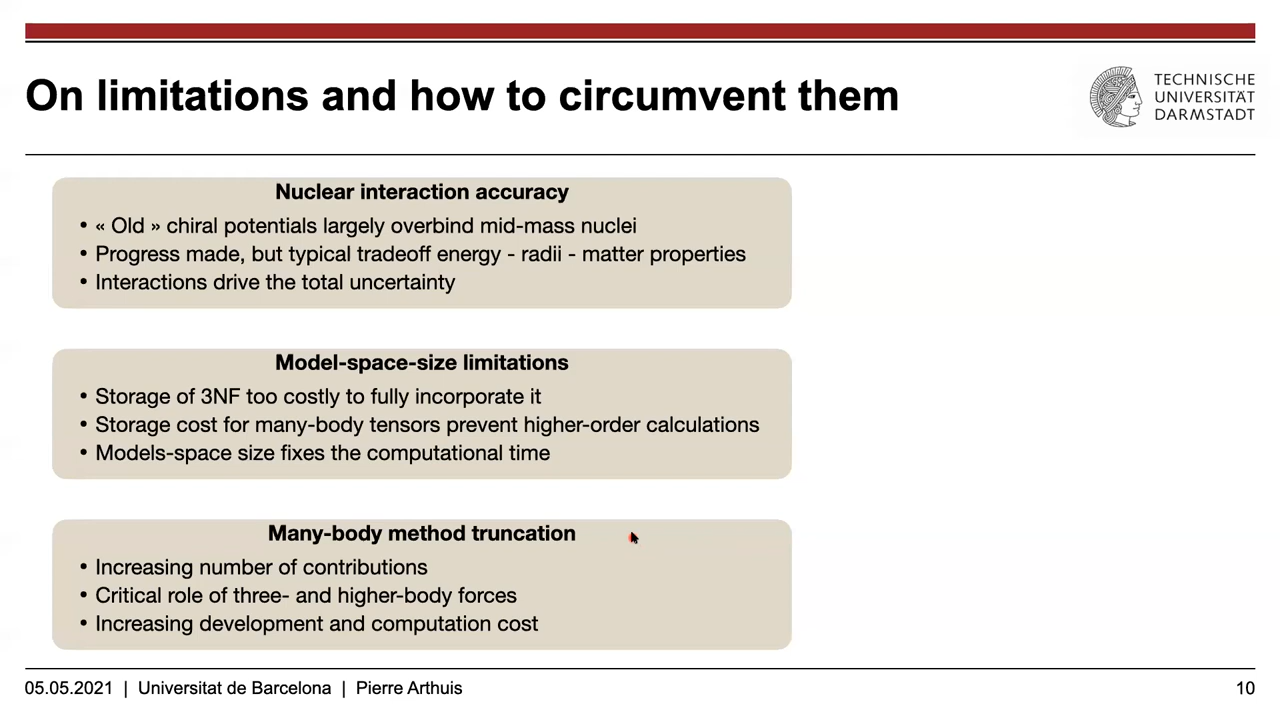 On limitations and how to circumvent them
TECHNISCHE
UNIVERSITÄT
DARMSTADT
Nuclear interaction accuracy
• « Old » chiral potentials largely overbind mid-mass nuclei
• Progress made, but typical tradeoff energy - radii - matter properties
• Interactions drive the total uncertainty
Model-space-size limitations
• Storage of 3NF too costly to fully incorporate it
• Storage cost for many-body tensors prevent higher-order calculations
• Models-space size fixes the computational time
Many-body method truncation
• Increasing number of contributions
• Critical role of three- and higher-body forces
• Increasing development and computation cost
05.05.2021 | Universitat de Barcelona | Pierre Arthuis
10